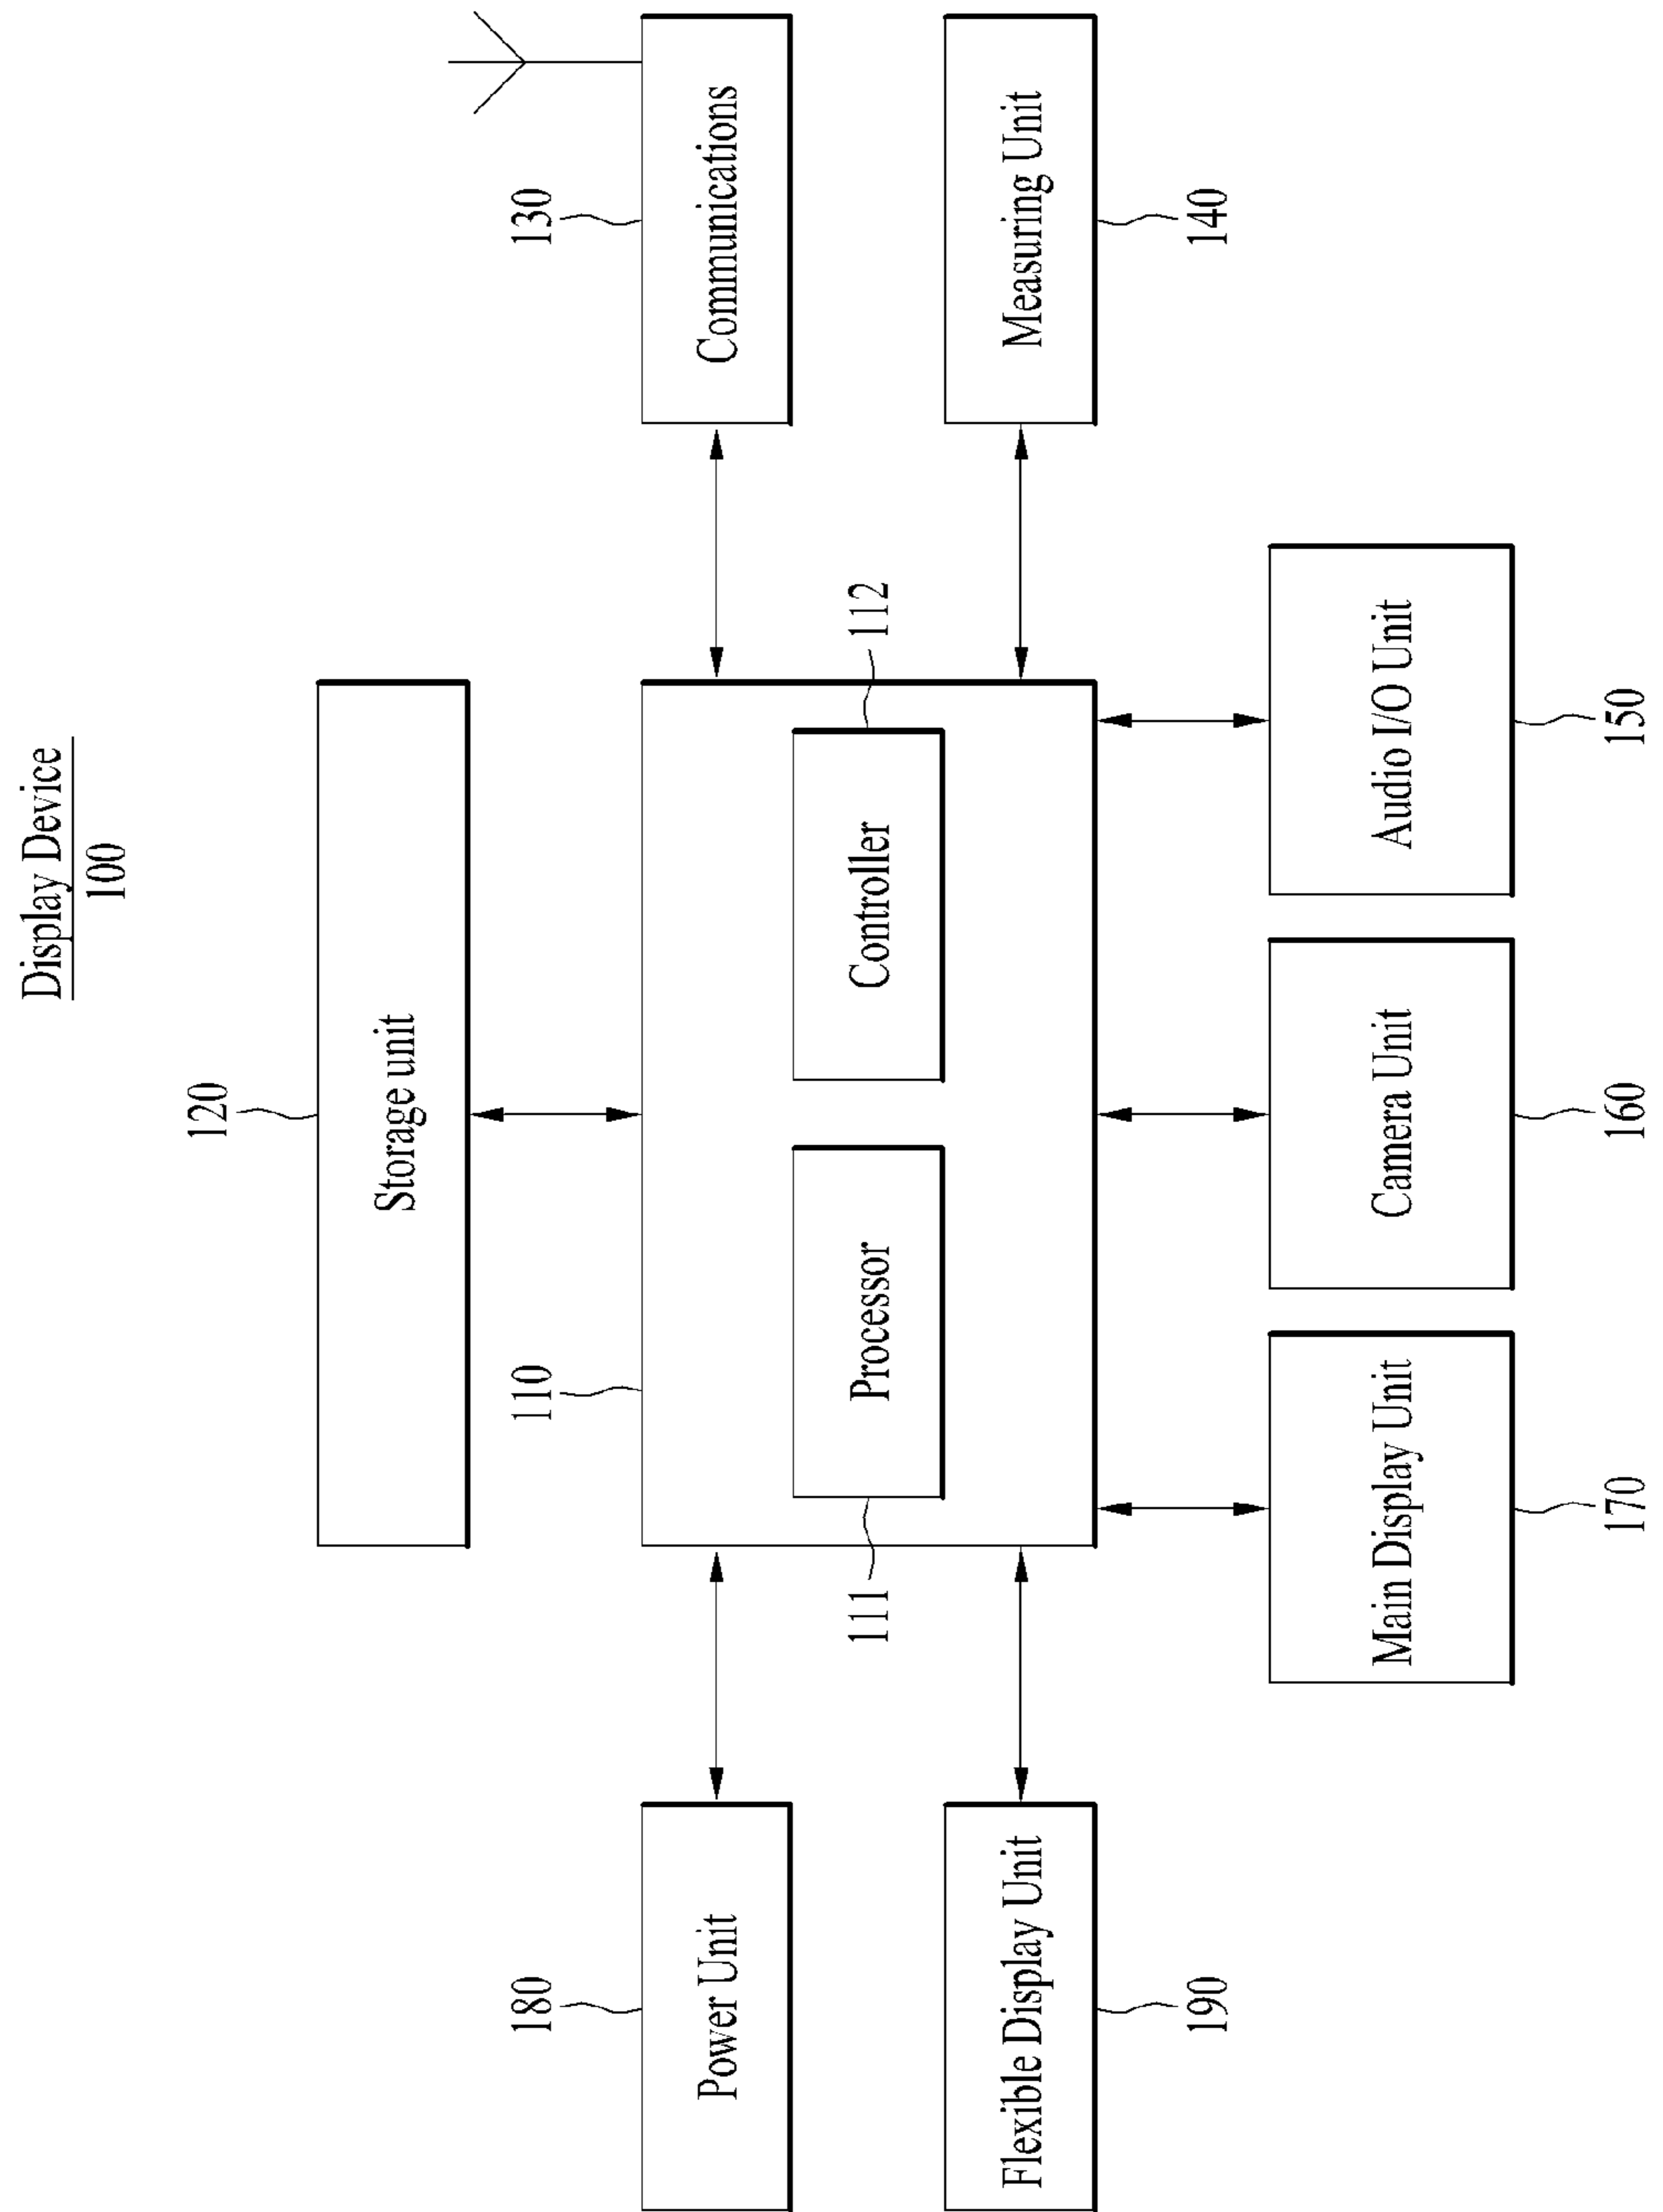 Display Device
100
120
Storage unit
180
Power Unit
110
130
Communications
111
Processor
Controller
112
Flexible Display Unit
190
Measuring Unit
140
Main Display Unit
170
Camera Unit
160
Audio I/O Unit
150